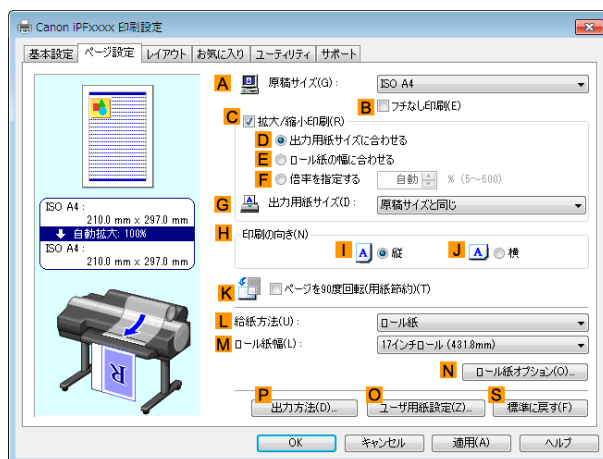 Canon iPFxxxx 印刷設定
基本設定 ページ設定 レイアウト お気に入り ユーティリティ サポート
A 原稿サイズ(G): ISO A4
B フチなし印刷(E)
C 拡大/縮小印刷(R)
D 出力用紙サイズに合わせる
E ロール紙の幅に合わせる
F 倍率を指定する 自動 % (5～600)
G 出力用紙サイズ(I): 原稿サイズと同じ
ISO A4:
210.0 mm x 297.0 mm
自動拡大: 100%
ISO A4:
210.0 mm x 297.0 mm
H 印刷の向き(N)
I A 縦 J A 横
K ページを90度回転(用紙節約)(T)
L 給紙方法(U): ロール紙
M ロール紙幅(L): 17インチロール (431.8mm)
N ロール紙オプション(O)...
R
P 出力方法(D)... O ユーザ用紙設定(Z)... S 標準に戻す(F)
OK キャンセル 適用(A) ヘルプ